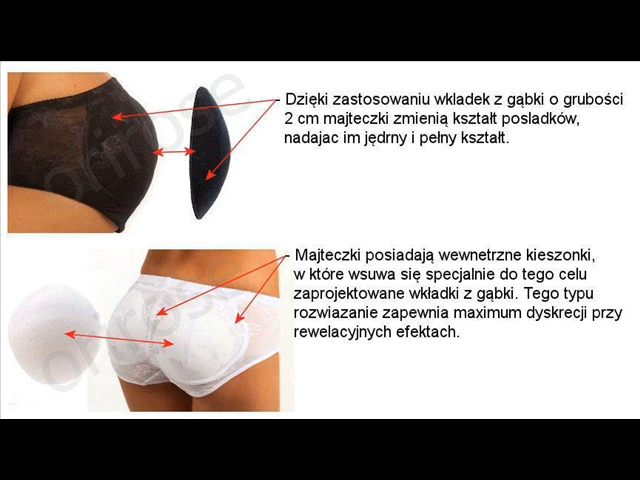 - Dzięki zastosowaniu wkladek z gąbki o grubości
2 cm majteczki zmienią kształt posladków,
nadajac im jędrny i pełny kształt.
- Majteczki posiadają wewnetrzne kieszonki,
w które wsuwa się specjalnie do tego celu
zaprojektowane wkładki z gąbki. Tego typu
rozwiazanie zapewnia maximum dyskrecji przy
rewelacyjnych efektach.
orirose
orirose